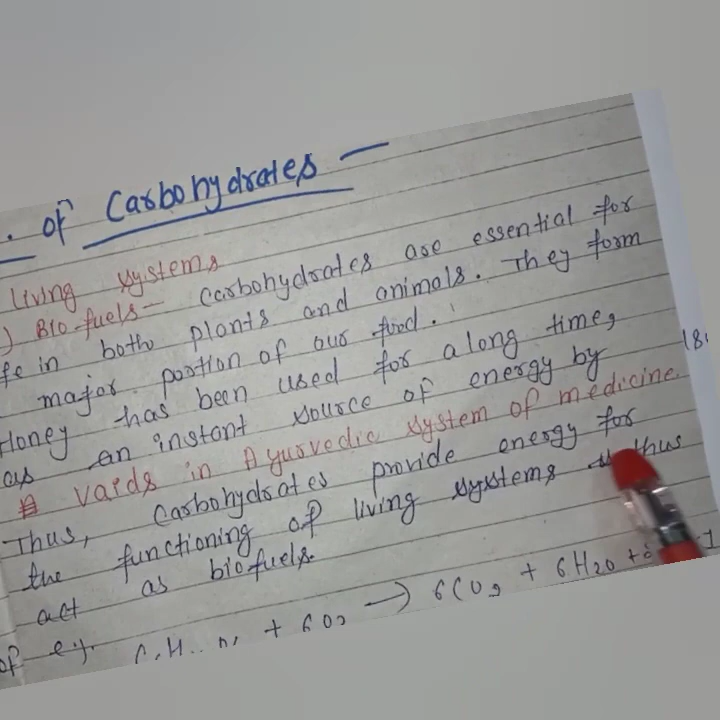 . of Carbohydrates -
Living systems
) Bio fuels - Carbohydrates are essential for
fe in both plants and animals. They form
major portion of our food.
Honey has been used for a long time,
as an instant source of energy by
Vaids in Ayurvedic system of medicine.
Thus, Carbohydrates provide energy for
the functioning of living systems thus
act as biofuels.
of eg. + 6O2 → 6CO2 + 6H2O +